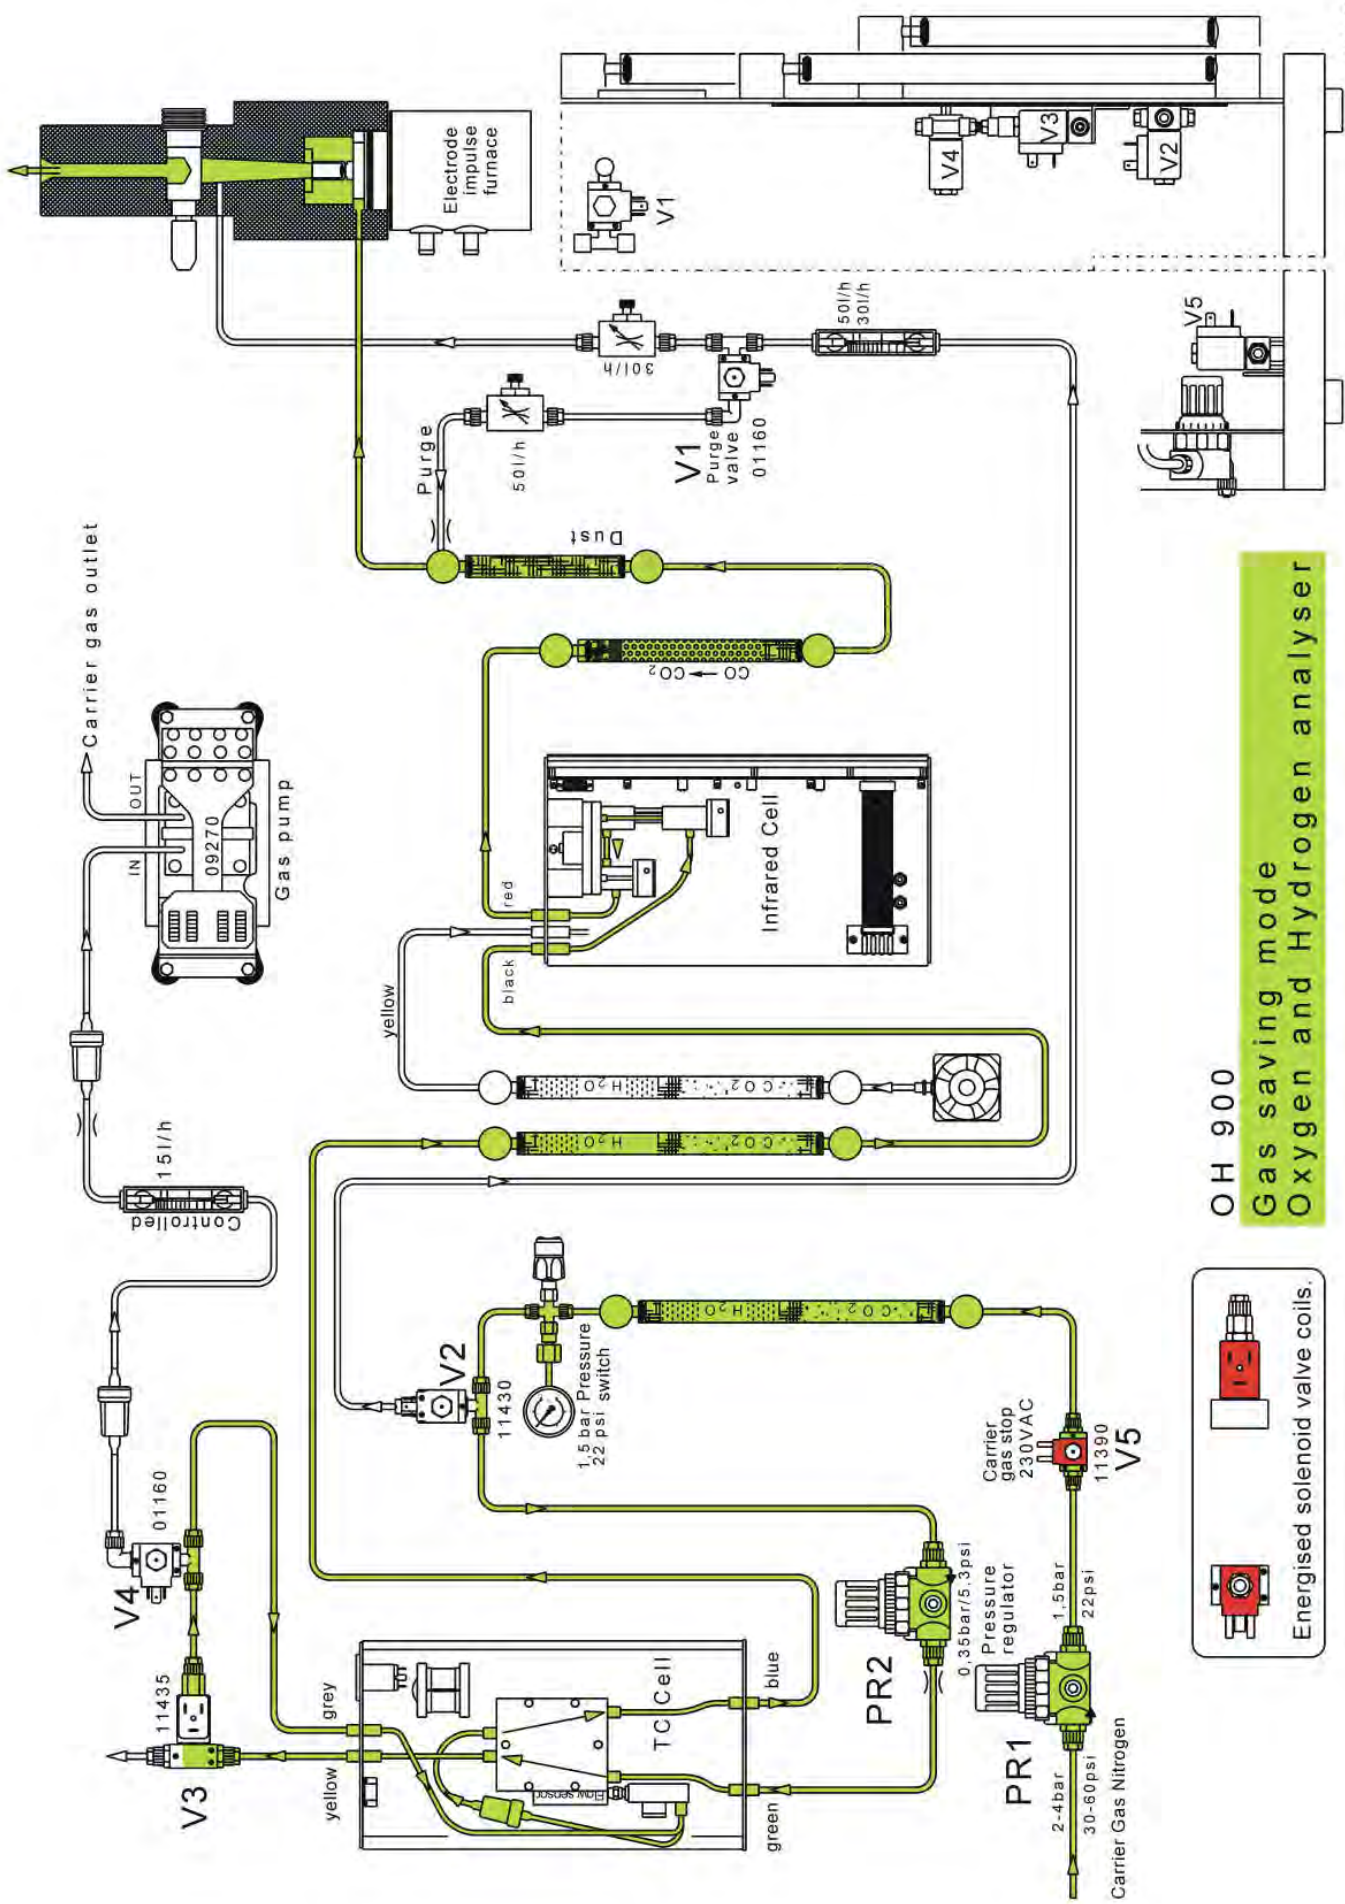 OH 900
Gas saving mode
Oxygen and Hydrogen analyser
Electrode
impulse
furnace
V1
V4
V3
V2
V5
50l/h
30l/h
30l/h
Purge
50l/h
V1
Purge
valve
01160
Dust
CO → CO2
Carrier gas outlet
IN
OUT
09270
Gas pump
red
black
yellow
Infrared Cell
H2O
CO2
H2O
CO2
15l/h
Controlled
V2
11430
1,5 bar Pressure
22 psi switch
H2O
CO2
V4
01160
V3
11435
yellow
grey
TC Cell
Flow sensor
green
blue
PR2
0,35bar/5.3psi
Pressure
regulator
PR1
2-4bar
30-60psi
Carrier Gas Nitrogen
1,5bar
22psi
Carrier
gas stop
230VAC
11390
V5
Energised solenoid valve coils.